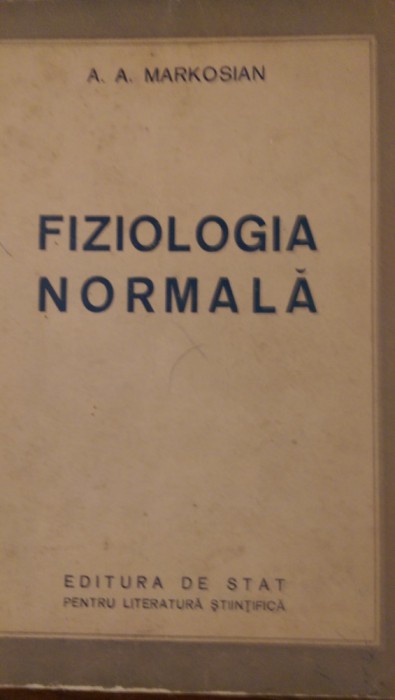 A. A. MARKOSIAN
FIZIOLOGIA
NORMALĂ
EDITURA DE STAT
PENTRU LITERATURĂ ŞTIINŢIFICĂ